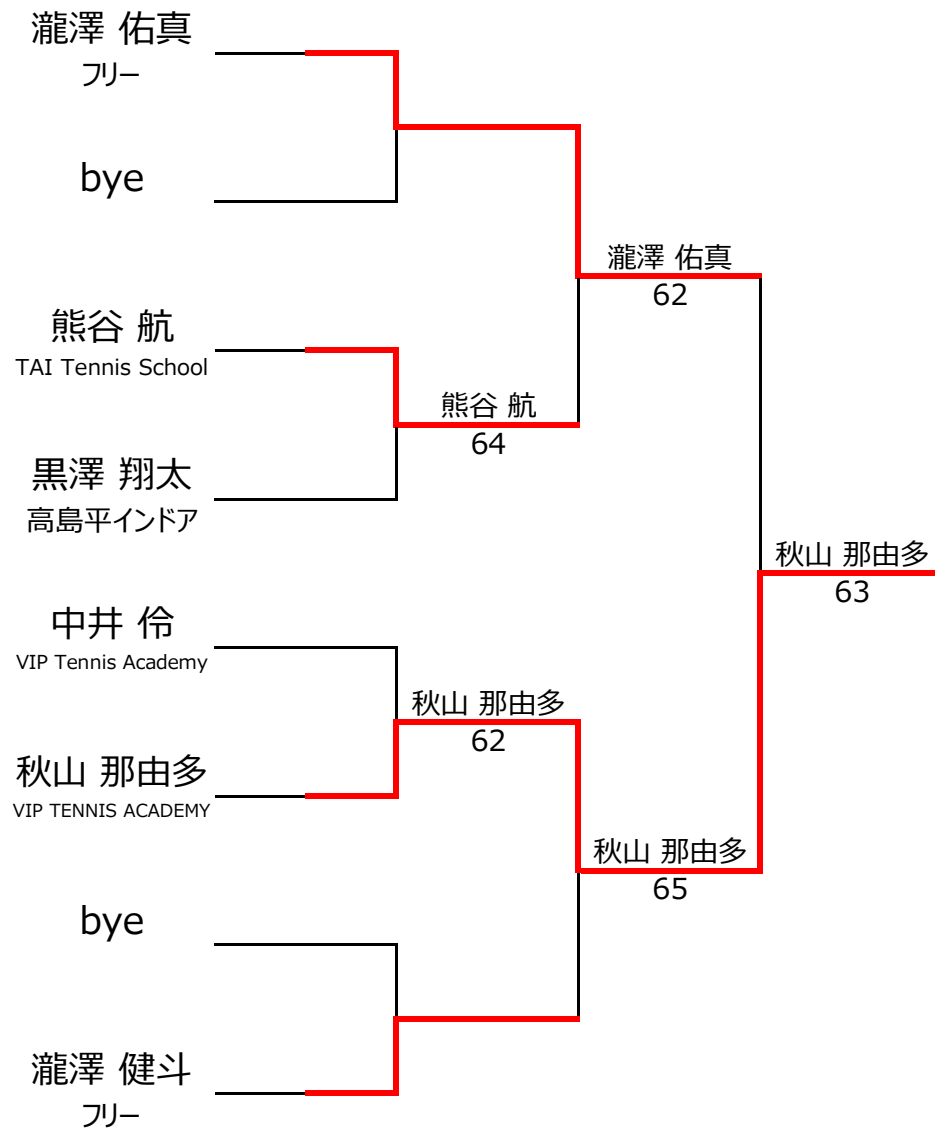 瀧澤 佑真
フリー
bye
瀧澤 佑真
62
熊谷 航
TAI Tennis School
熊谷 航
64
黒澤 翔太
高島平インドア
秋山 那由多
63
中井 伶
VIP Tennis Academy
秋山 那由多
62
秋山 那由多
VIP TENNIS ACADEMY
秋山 那由多
65
bye
瀧澤 健斗
フリー